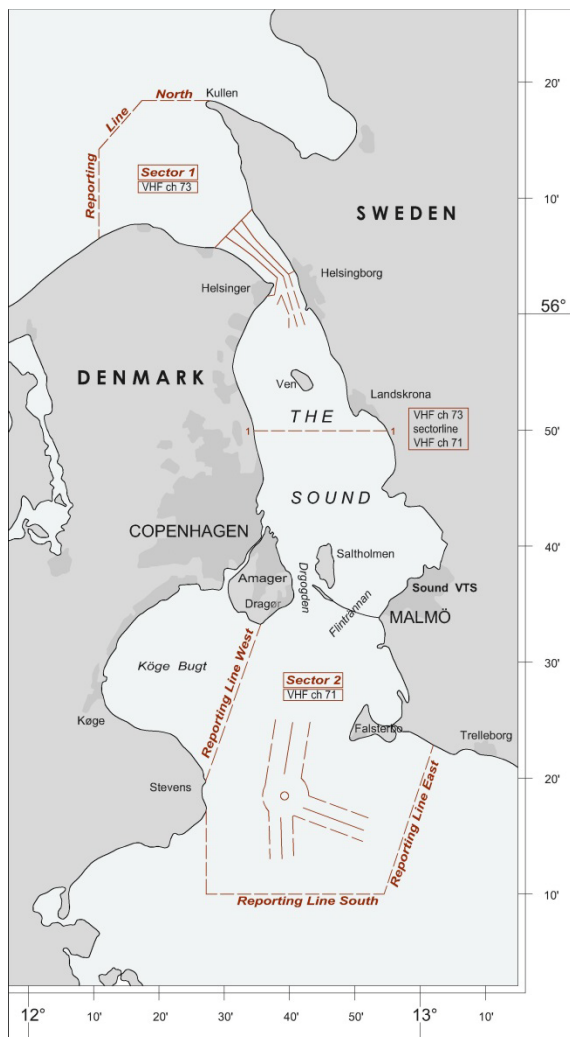 20'
North
Kullen
Line
Reporting
Sector 1
VHF ch 73
10'
SWEDEN
Helsinger
Helsingborg
56°
DENMARK
Ven
Landskrona
THE
VHF ch 73
sectorline
VHF ch 71
1
1
50'
SOUND
COPENHAGEN
40'
Saltholmen
Amager
Drgogden
Sound VTS
Dragør
Flintrännan
MALMÖ
Reporting Line West
30'
Köge Bugt
Sector 2
VHF ch 71
Køge
Falsterbo
Trelleborg
Stevens
20'
Reporting Line East
10'
Reporting Line South
12°
10'
20'
30'
40'
50'
13°
10'